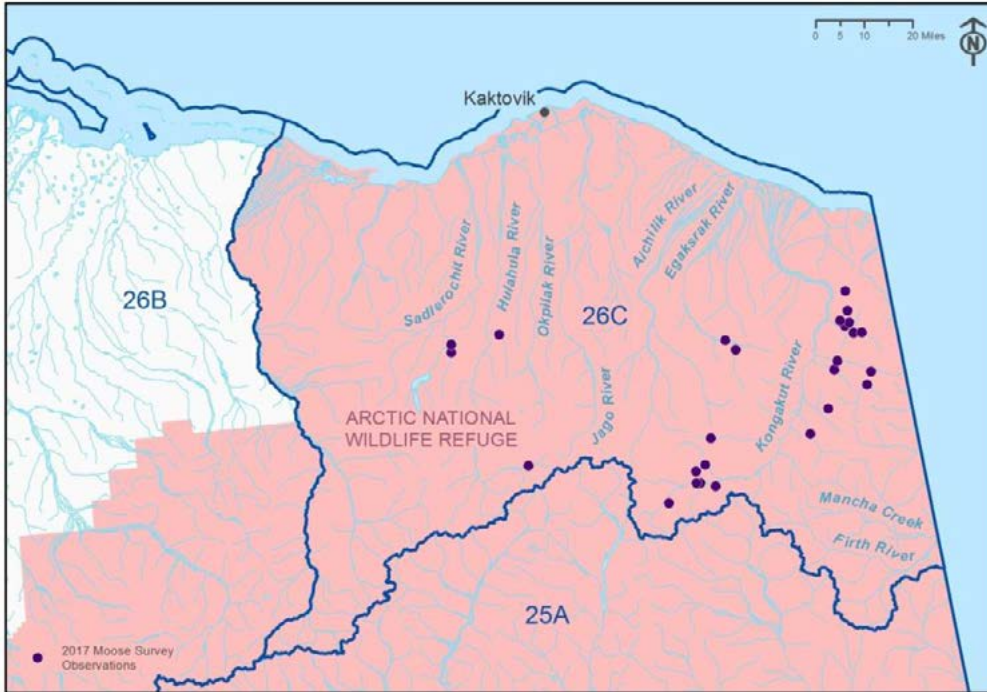 0 5 10 20 Miles
N
Kaktovik
26B
Sadlerochit River
Hulahula River
Okpilak River
26C
Aichilik River
Egaksrak River
Jago River
Kongakut River
ARCTIC NATIONAL
WILDLIFE REFUGE
Mancha Creek
Firth River
25A
2017 Moose Survey
Observations